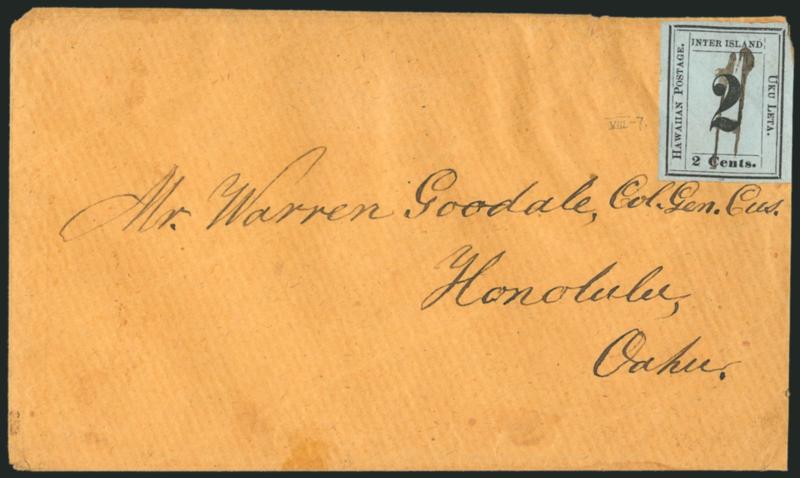 INTER ISLAND
HAWAIIAN POSTAGE.
2
UKU LETA.
2 Cents.
VIII-7.
Mr. Warren Goodale, Col. Gen. Cus.
Honolulu,
Oahu.